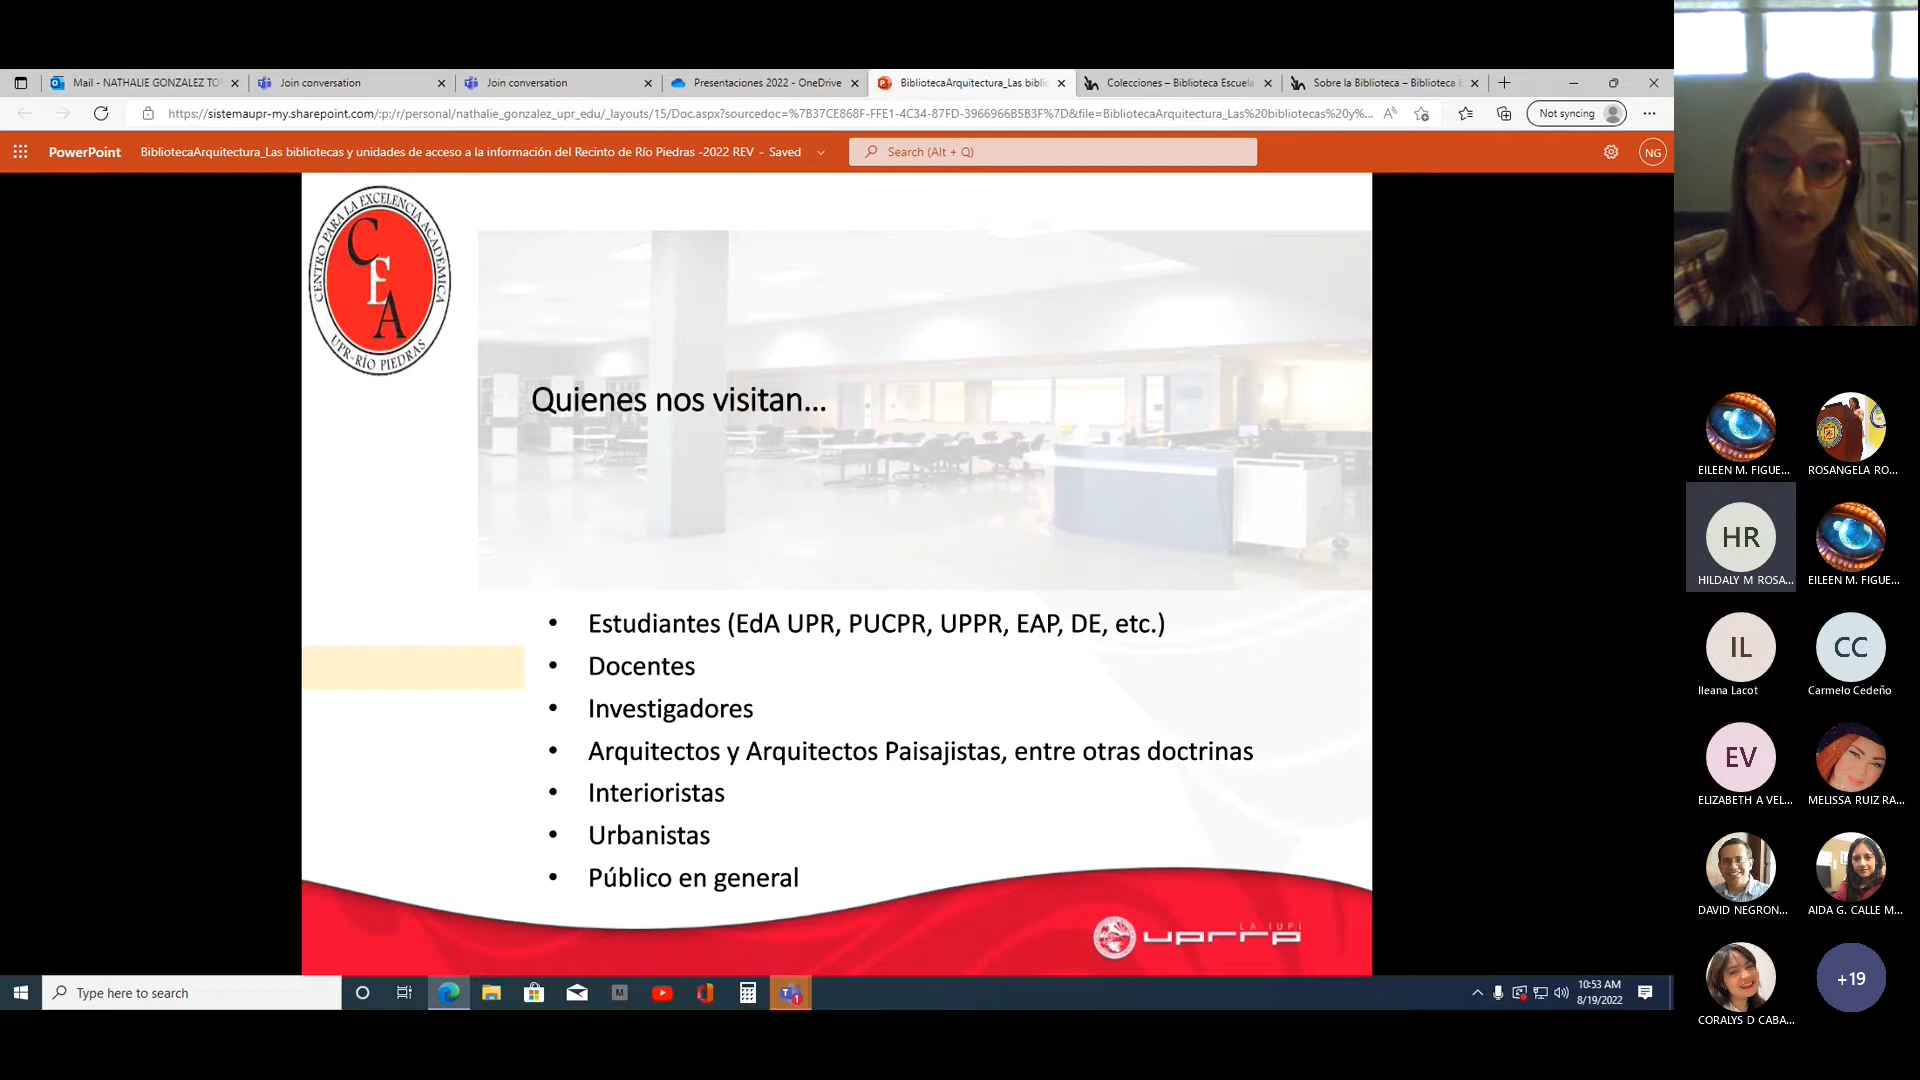 Mail - NATHALIE GONZALEZ TO
Join conversation
Join conversation
Presentaciones 2022 - OneDrive
BibliotecaArquitectura_Las biblio
Colecciones – Biblioteca Escuela
Sobre la Biblioteca – Biblioteca E
https://sistemaupr-my.sharepoint.com/:p:/r/personal/nathalie_gonzalez_upr_edu/_layouts/15/Doc.aspx?sourcedoc=%7B37CE868F-FFE1-4C34-87FD-3966966B5B3F%7D&file=BibliotecaArquitectura_Las%20bibliotecas%20y%...
Not syncing
PowerPoint
BibliotecaArquitectura_Las bibliotecas y unidades de acceso a la información del Recinto de Río Piedras -2022 REV - Saved
Search (Alt + Q)
NG
CENTRO PARA LA EXCELENCIA ACADÉMICA
CEA
UPR-RÍO PIEDRAS
Quienes nos visitan...
• Estudiantes (EdA UPR, PUCPR, UPPR, EAP, DE, etc.)
• Docentes
• Investigadores
• Arquitectos y Arquitectos Paisajistas, entre otras doctrinas
• Interioristas
• Urbanistas
• Público en general
LA IUPI
uprrp
Type here to search
10:53 AM
8/19/2022
EILEEN M. FIGUE...
ROSANGELA RO...
HR
HILDALY M ROSA...
EILEEN M. FIGUE...
IL
Ileana Lacot
CC
Carmelo Cedeño
EV
ELIZABETH A VEL...
MELISSA RUIZ RA...
DAVID NEGRON...
AIDA G. CALLE M...
CORALYS D CABA...
+19